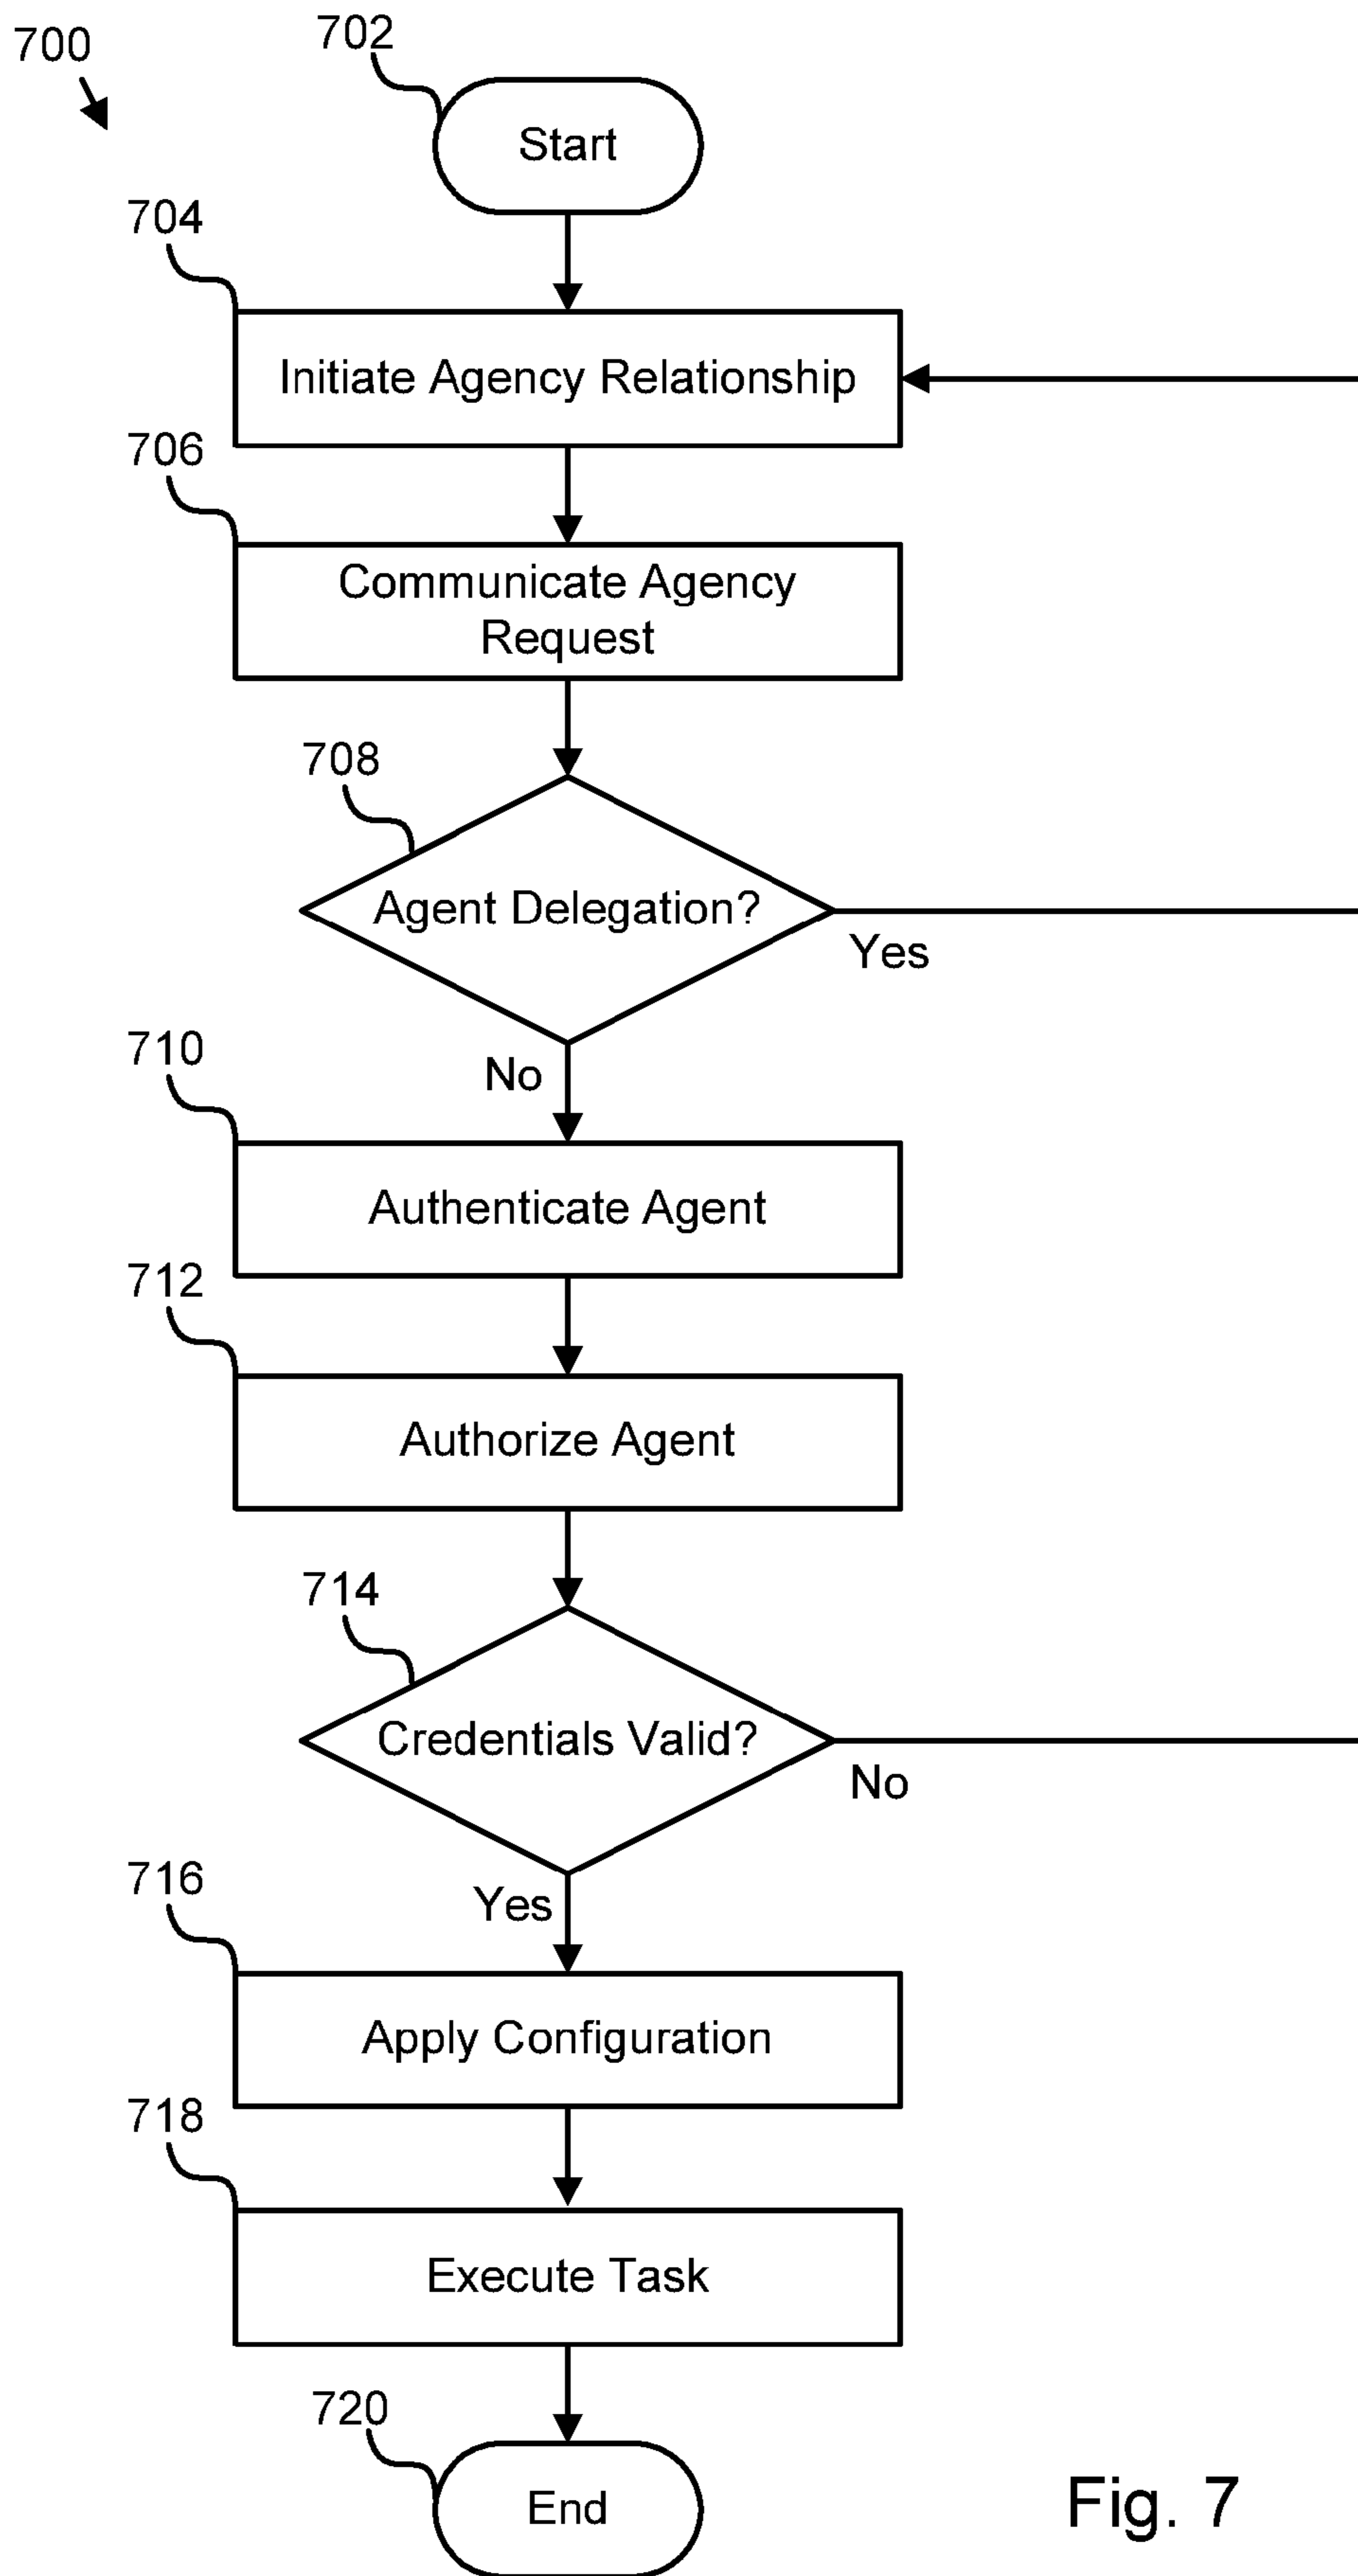 700
702
Start
704
Initiate Agency Relationship
706
Communicate Agency
Request
708
Agent Delegation?
Yes
No
710
Authenticate Agent
712
Authorize Agent
714
Credentials Valid?
No
Yes
716
Apply Configuration
718
Execute Task
720
End
Fig. 7